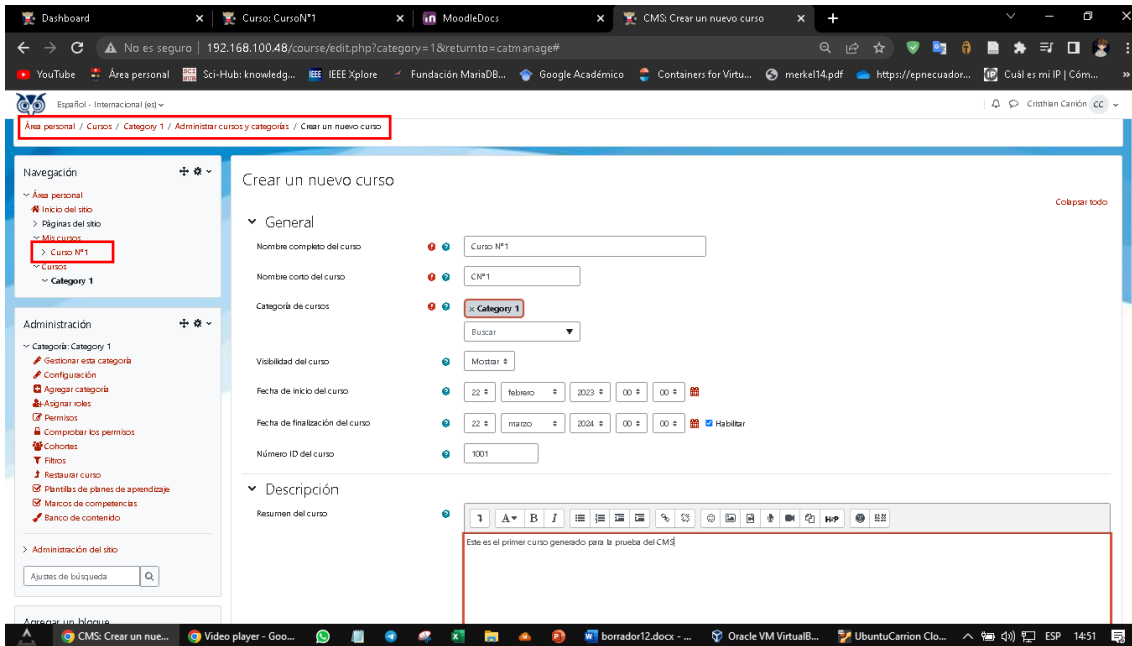 Dashboard
Curso: CursoN°1
MoodleDocs
CMS: Crear un nuevo curso
No es seguro | 192.168.100.48/course/edit.php?category=1&returnto=catmanage#
YouTube
Área personal
Sci-Hub: knowledg...
IEEE Xplore
Fundación MariaDB...
Google Académico
Containers for Virtu...
merkel14.pdf
https://epnecuador...
Cuál es mi IP | Cóm...
»
Español - Internacional (es)
Cristhian Carrión CC
Área personal / Cursos / Category 1 / Administrar cursos y categorías / Crear un nuevo curso
Navegación
Área personal
Inicio del sitio
Páginas del sitio
Mis cursos
Curso N°1
Cursos
Category 1
Administración
Categoría: Category 1
Gestionar esta categoría
Configuración
Agregar categoría
Asignar roles
Permisos
Comprobar los permisos
Cohortes
Filtros
Restaurar curso
Plantillas de planes de aprendizaje
Marcos de competencias
Banco de contenido
Administración del sitio
Ajustes de búsqueda
Agregar un bloque
Crear un nuevo curso
Colapsar todo
General
Nombre completo del curso
Curso N°1
Nombre corto del curso
CN°1
Categoría de cursos
× Category 1
Buscar
Visibilidad del curso
Mostrar
Fecha de inicio del curso
22 febrero 2023 00 00
Fecha de finalización del curso
22 marzo 2024 00 00 Habilitar
Número ID del curso
1001
Descripción
Resumen del curso
A B I H-P
Este es el primer curso generado para la prueba del CMS
CMS: Crear un nue...
Video player - Goo...
borrador12.docx - ...
Oracle VM VirtualB...
UbuntuCarrion Clo...
ESP
14:51